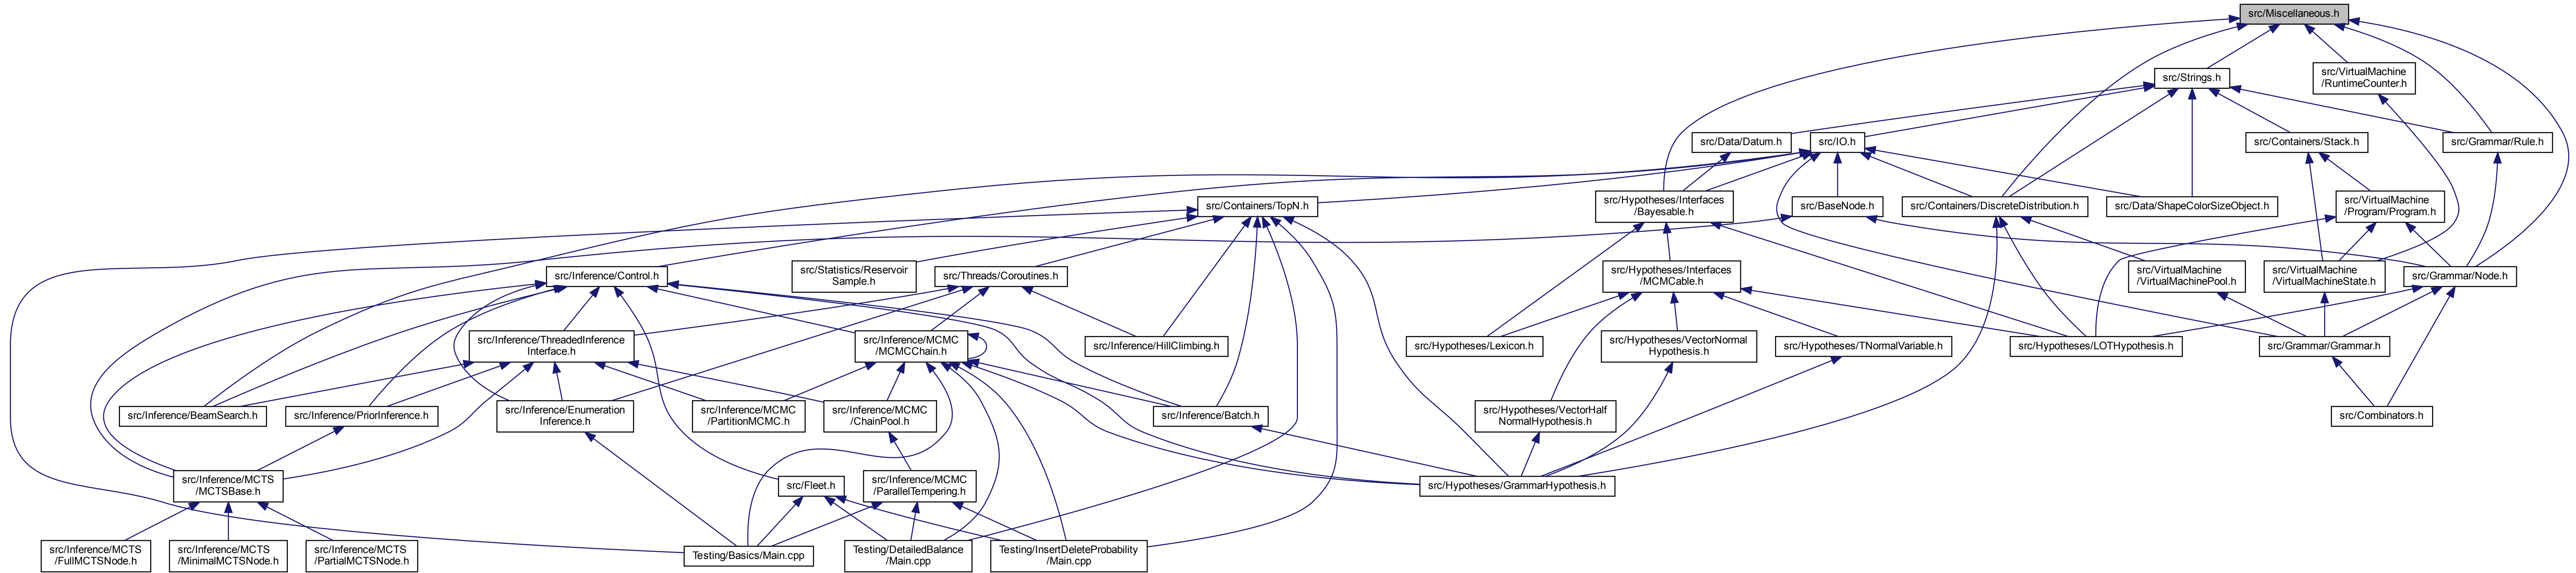 src/Miscellaneous.h
src/Strings.h
src/VirtualMachine
/RuntimeCounter.h
src/Data/Datum.h
src/IO.h
src/Containers/Stack.h
src/Grammar/Rule.h
src/Containers/TopN.h
src/Hypotheses/Interfaces
/Bayesable.h
src/BaseNode.h
src/Containers/DiscreteDistribution.h
src/Data/ShapeColorSizeObject.h
src/VirtualMachine
/Program/Program.h
src/Inference/Control.h
src/Statistics/Reservoir
Sample.h
src/Threads/Coroutines.h
src/Hypotheses/Interfaces
/MCMCable.h
src/VirtualMachine
/VirtualMachinePool.h
src/VirtualMachine
/VirtualMachineState.h
src/Grammar/Node.h
src/Inference/ThreadedInference
Interface.h
src/Inference/MCMC
/MCMCChain.h
src/Inference/HillClimbing.h
src/Hypotheses/Lexicon.h
src/Hypotheses/VectorNormal
Hypothesis.h
src/Hypotheses/TNormalVariable.h
src/Hypotheses/LOTHypothesis.h
src/Grammar/Grammar.h
src/Inference/BeamSearch.h
src/Inference/PriorInference.h
src/Inference/Enumeration
Inference.h
src/Inference/MCMC
/PartitionMCMC.h
src/Inference/MCMC
/ChainPool.h
src/Inference/Batch.h
src/Hypotheses/VectorHalf
NormalHypothesis.h
src/Combinators.h
src/Inference/MCTS
/MCTSBase.h
src/Fleet.h
src/Inference/MCMC
/ParallelTempering.h
src/Hypotheses/GrammarHypothesis.h
src/Inference/MCTS
/FullMCTSNode.h
src/Inference/MCTS
/MinimalMCTSNode.h
src/Inference/MCTS
/PartialMCTSNode.h
Testing/Basics/Main.cpp
Testing/DetailedBalance
/Main.cpp
Testing/InsertDeleteProbability
/Main.cpp